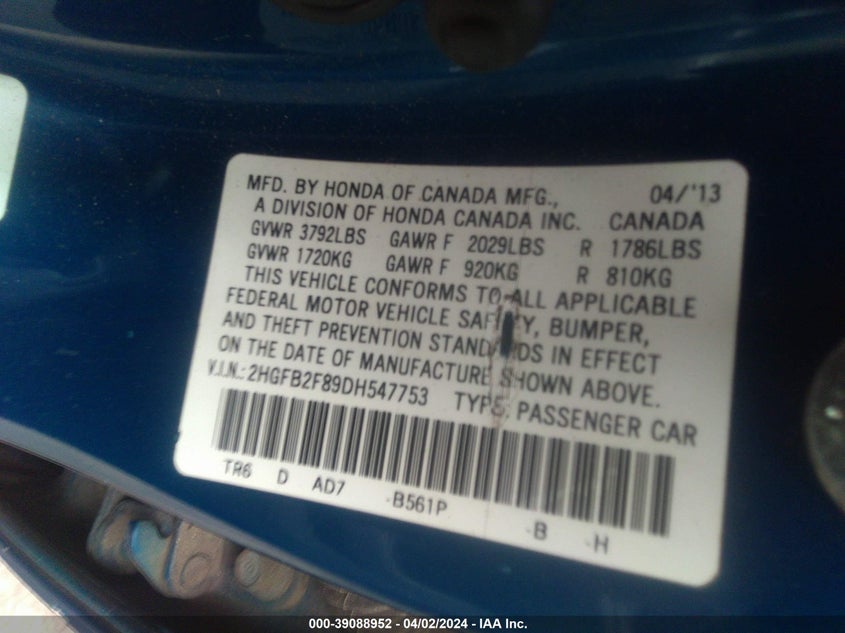 MFD. BY HONDA OF CANADA MFG., 04/'13
A DIVISION OF HONDA CANADA INC. CANADA
GVWR 3792LBS GAWR F 2029LBS R 1786LBS
GVWR 1720KG GAWR F 920KG R 810KG
THIS VEHICLE CONFORMS TO ALL APPLICABLE
FEDERAL MOTOR VEHICLE SAFETY, BUMPER,
AND THEFT PREVENTION STANDARDS IN EFFECT
ON THE DATE OF MANUFACTURE SHOWN ABOVE.
V.I.N.: 2HGFB2F89DH547753 TYPE: PASSENGER CAR
TR6 D AD7 -B561P -B -H
000-39088952 - 04/02/2024 - IAA Inc.